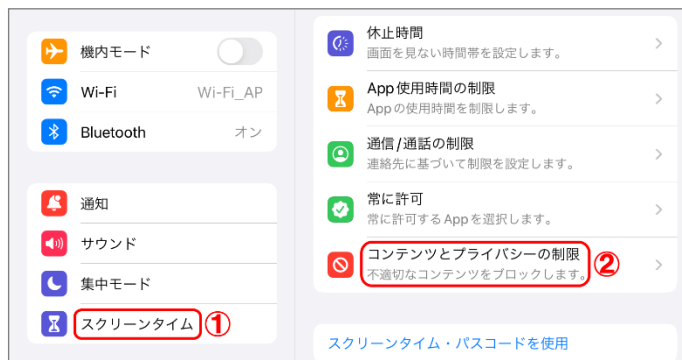 機内モード
Wi-Fi Wi-Fi_AP
Bluetooth オン
通知
サウンド
集中モード
スクリーンタイム ①
休止時間
画面を見ない時間帯を設定します。
App使用時間の制限
Appの使用時間を制限します。
通信/通話の制限
連絡先に基づいて制限を設定します。
常に許可
常に許可するAppを選択します。
コンテンツとプライバシーの制限
不適切なコンテンツをブロックします。 ②
スクリーンタイム・パスコードを使用